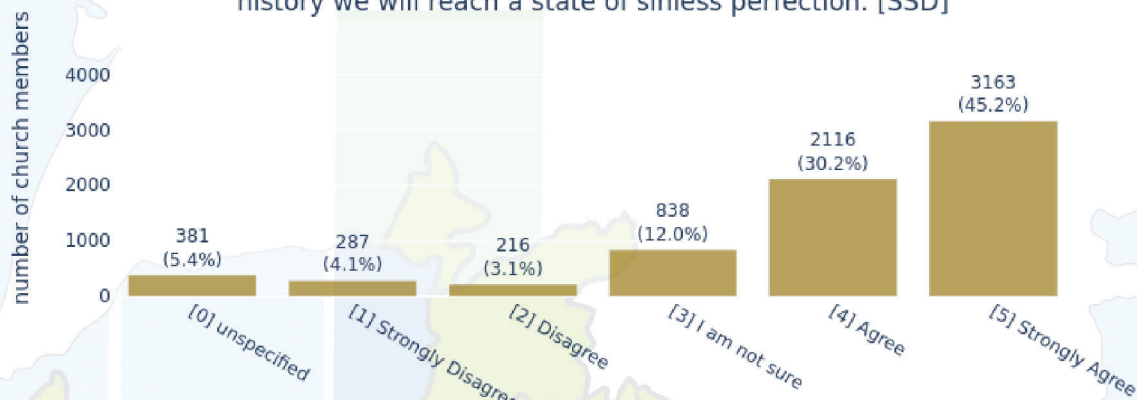 history we will reach a state of sinless perfection. [SSD]
number of church members
4000
3000
2000
1000
0
381
(5.4%)
287
(4.1%)
216
(3.1%)
838
(12.0%)
2116
(30.2%)
3163
(45.2%)
[0] unspecified
[1] Strongly Disagree
[2] Disagree
[3] I am not sure
[4] Agree
[5] Strongly Agree